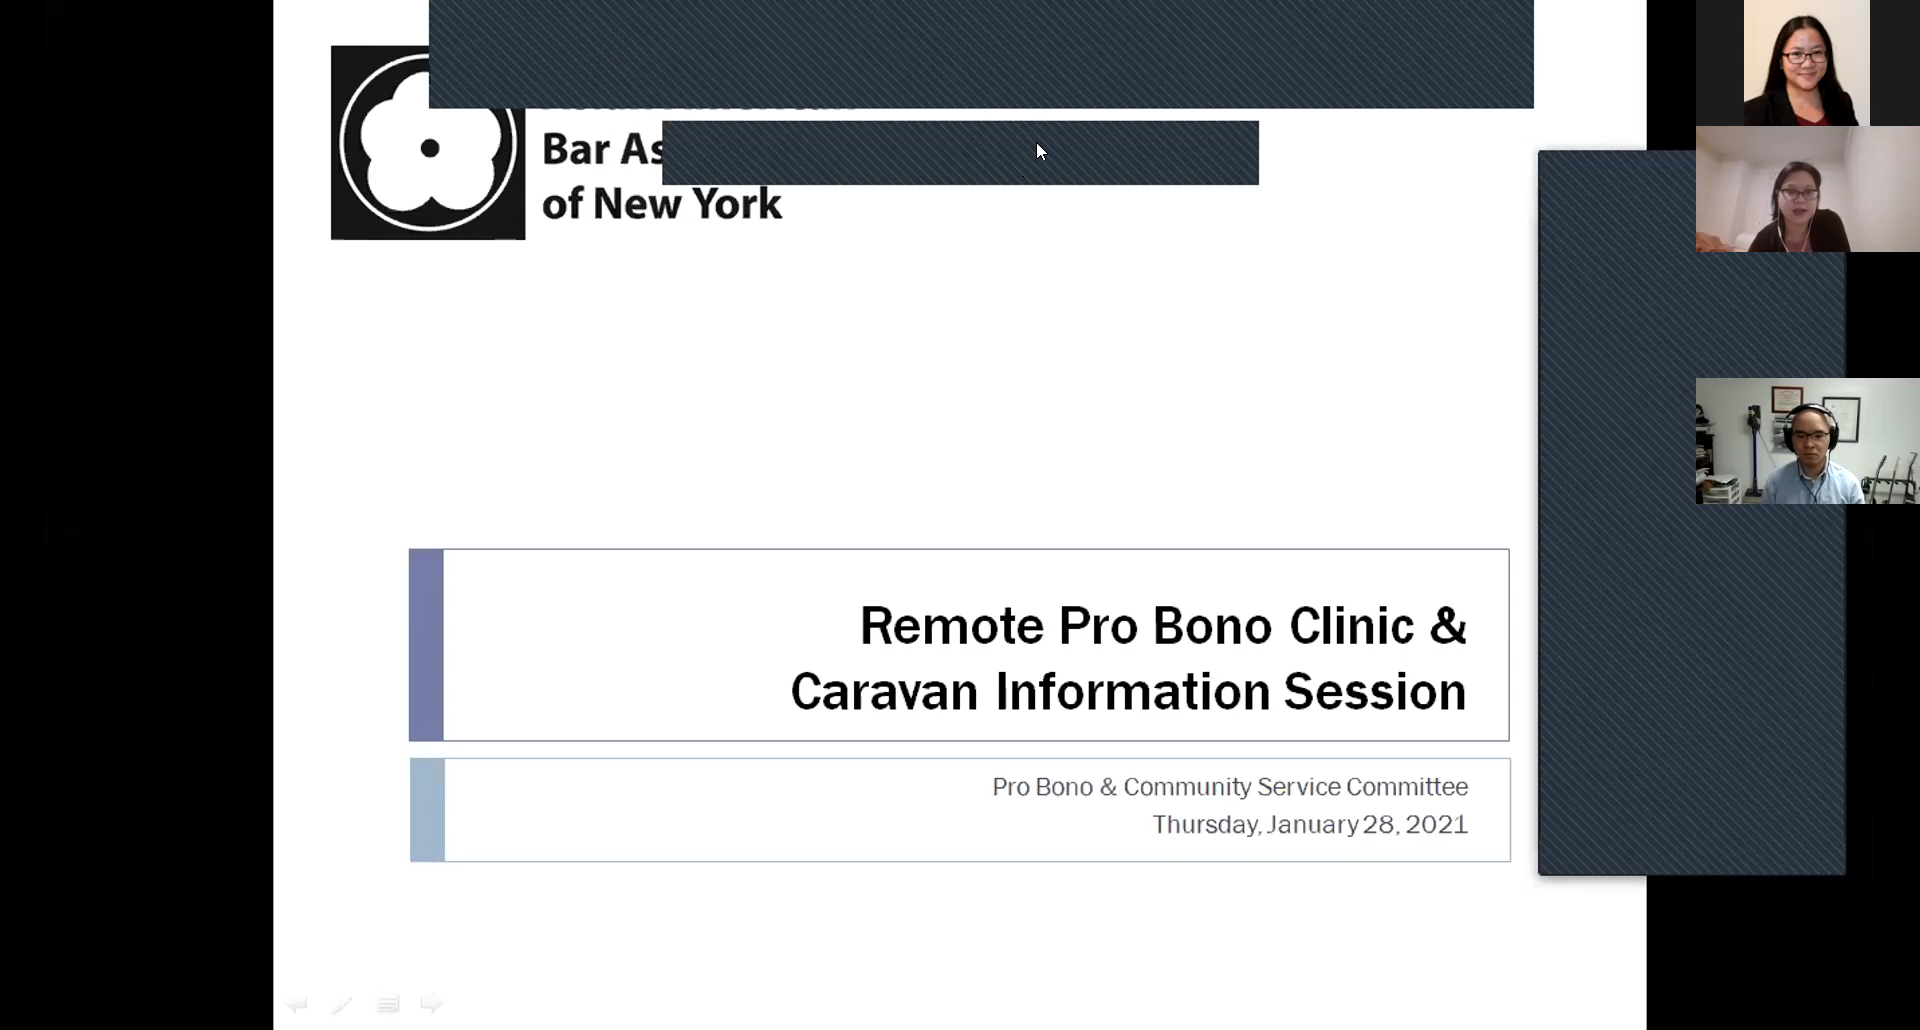 Bar As
of New York
Remote Pro Bono Clinic &
Caravan Information Session
Pro Bono & Community Service Committee
Thursday, January 28, 2021